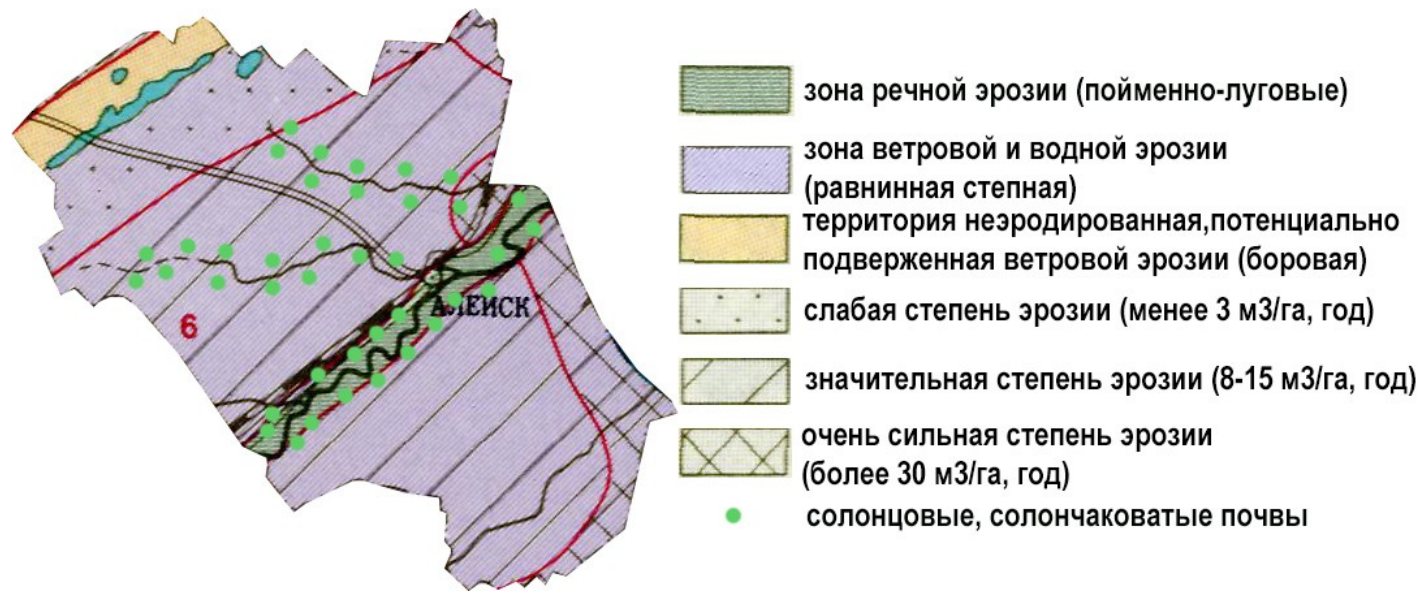 6
АЛЕЙСК
зона речной эрозии (пойменно-луговые)
зона ветровой и водной эрозии
(равнинная степная)
территория неэродированная,потенциально
подверженная ветровой эрозии (боровая)
слабая степень эрозии (менее 3 м3/га, год)
значительная степень эрозии (8-15 м3/га, год)
очень сильная степень эрозии
(более 30 м3/га, год)
солонцовые, солончаковатые почвы